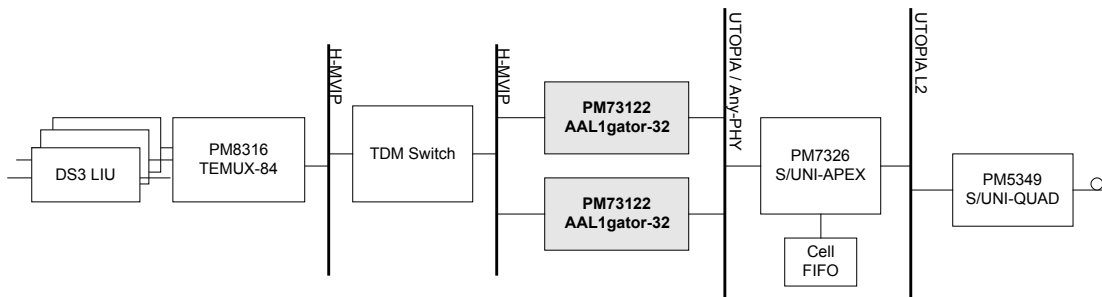 DS3 LIU
PM8316
TEMUX-84
H-MVIP
TDM Switch
H-MVIP
PM73122
AAL1gator-32
PM73122
AAL1gator-32
UTOPIA / Any-PHY
PM7326
S/UNI-APEX
Cell
FIFO
UTOPIA L2
PM5349
S/UNI-QUAD